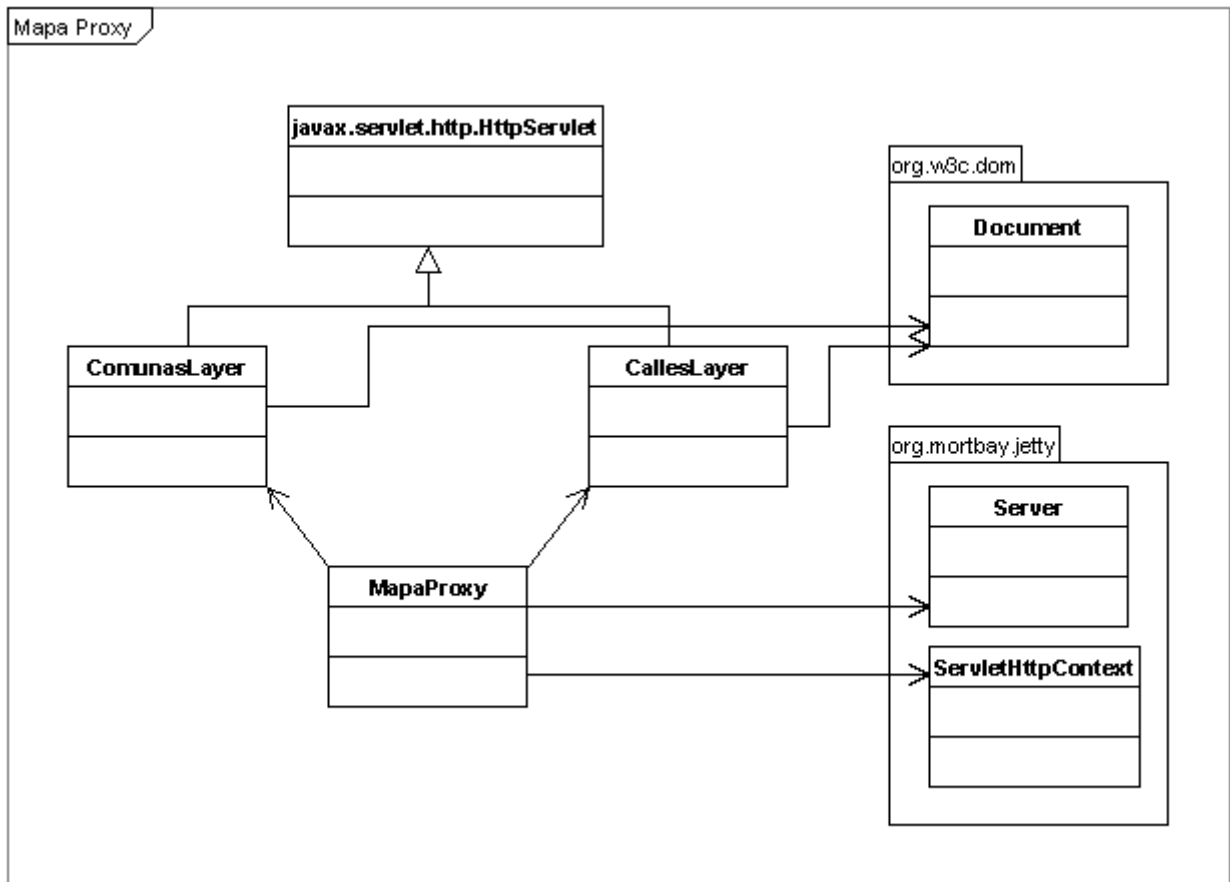 Mapa Proxy
javax.servlet.http.HttpServlet
org.w3c.dom
Document
ComunasLayer
CallesLayer
org.mortbay.jetty
Server
MapaProxy
ServletHttpContext